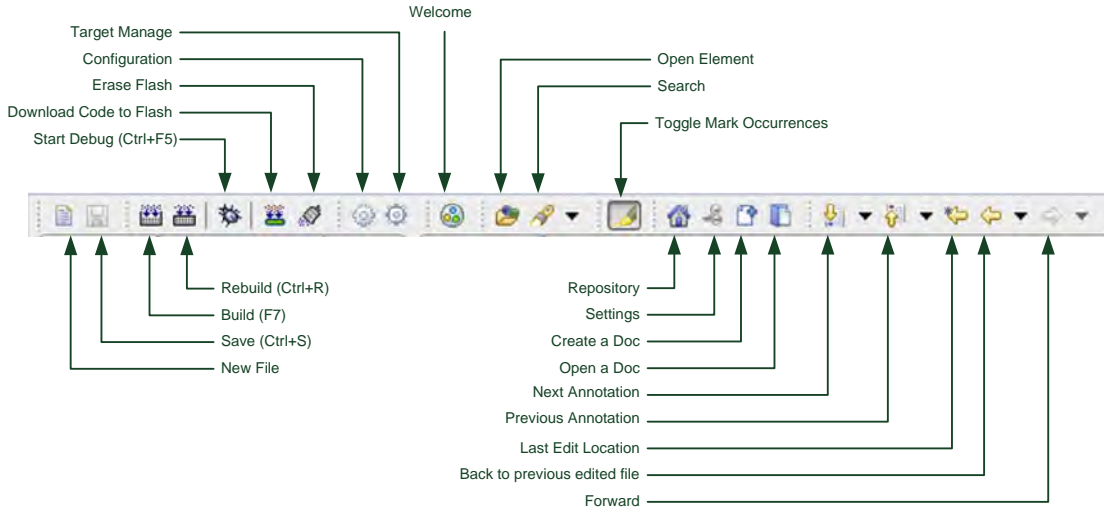 Welcome
Target Manage
Configuration
Erase Flash
Download Code to Flash
Start Debug (Ctrl+F5)
Open Element
Search
Toggle Mark Occurrences
Rebuild (Ctrl+R)
Build (F7)
Save (Ctrl+S)
New File
Repository
Settings
Create a Doc
Open a Doc
Next Annotation
Previous Annotation
Last Edit Location
Back to previous edited file
Forward